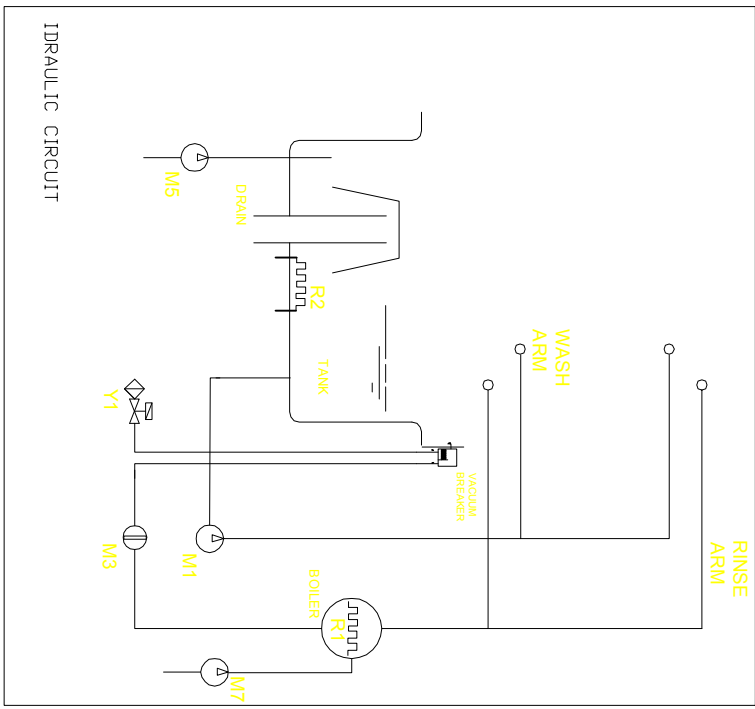 IDRAULIC CIRCUIT
M5
DRAIN
R2
TANK
Y1
WASH
ARM
VACUUM
BREAKER
RINSE
ARM
M3
M1
BOILER
R1
M7